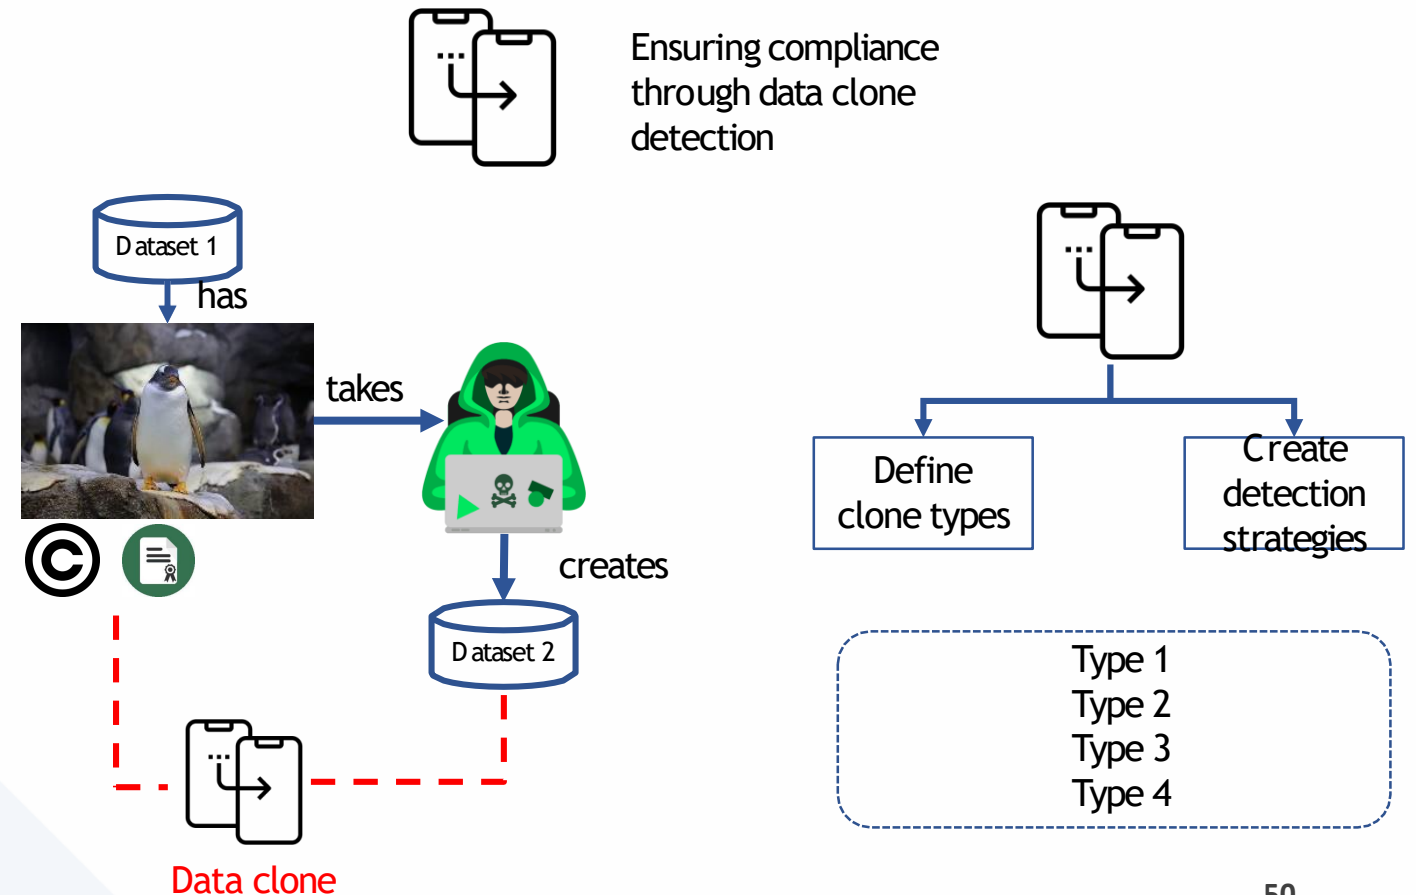 Ensuring compliance
through data clone
detection
Dataset 1
has
takes
creates
Dataset 2
Data clone
Define
clone types
Create
detection
strategies
Type 1
Type 2
Type 3
Type 4
©